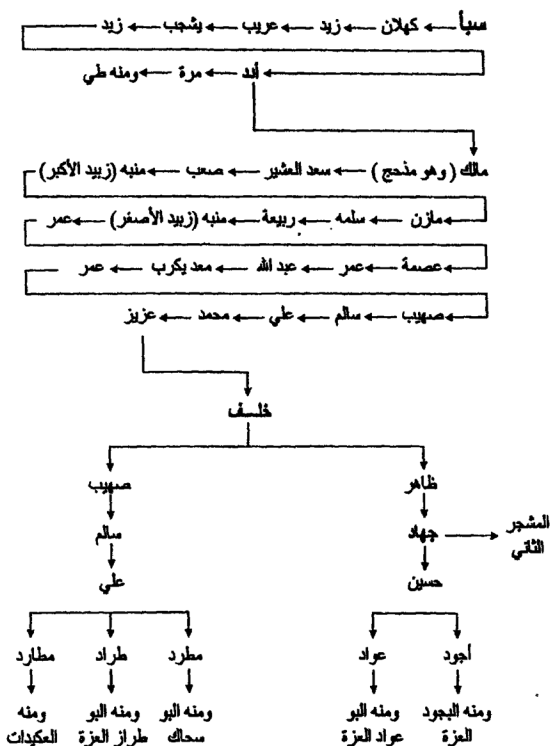 سبأ ← كهلان ← زيد ← عريب ← يشجب ← زيد
أدد ← مرة ← ومنه طي
مالك (وهو مذحج) ← سعد العشير ← صعب ← منبه (زبيد الأكبر)
مازن ← سلمه ← ربيعة ← منبه (زبيد الأصغر) ← عمر
عصمة ← عمر ← عبد الله ← معد يكرب ← عمر
صهيب ← سالم ← علي ← محمد ← عزيز
خلف
ظاهر
صهيب
جهاد
المشجر
الثاني
سالم
حسين
علي
أجود
عواد
مطرد
طراد
مطارد
ومنه البجود
العزة
ومنه البو
عواد العزة
ومنه البو
سحاك
ومنه البو
طراز العزة
ومنه
العكيدات